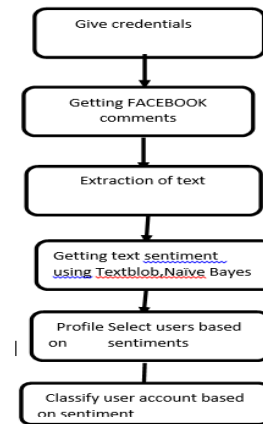 Give credentials
Getting FACEBOOK
comments
Extraction of text
Getting text sentiment
using Textblob,Naïve Bayes
Profile Select users based
on sentiments
Classify user account based
on sentiment